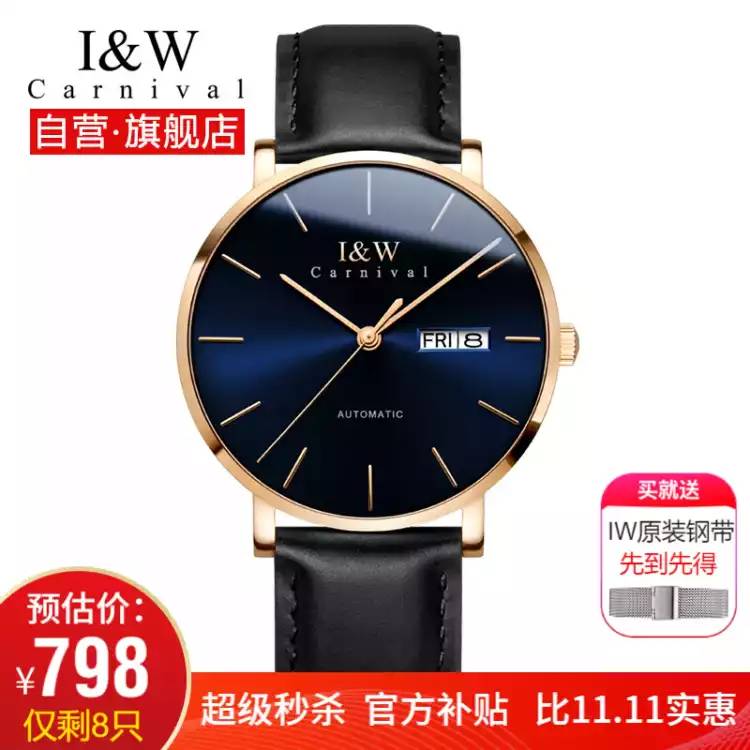 I&W
Carnival
自营·旗舰店
I&W
Carnival
FRI 8
AUTOMATIC
买就送
IW原装钢带
先到先得
预估价：
¥798
仅剩8只
超级秒杀 官方补贴 比11.11实惠